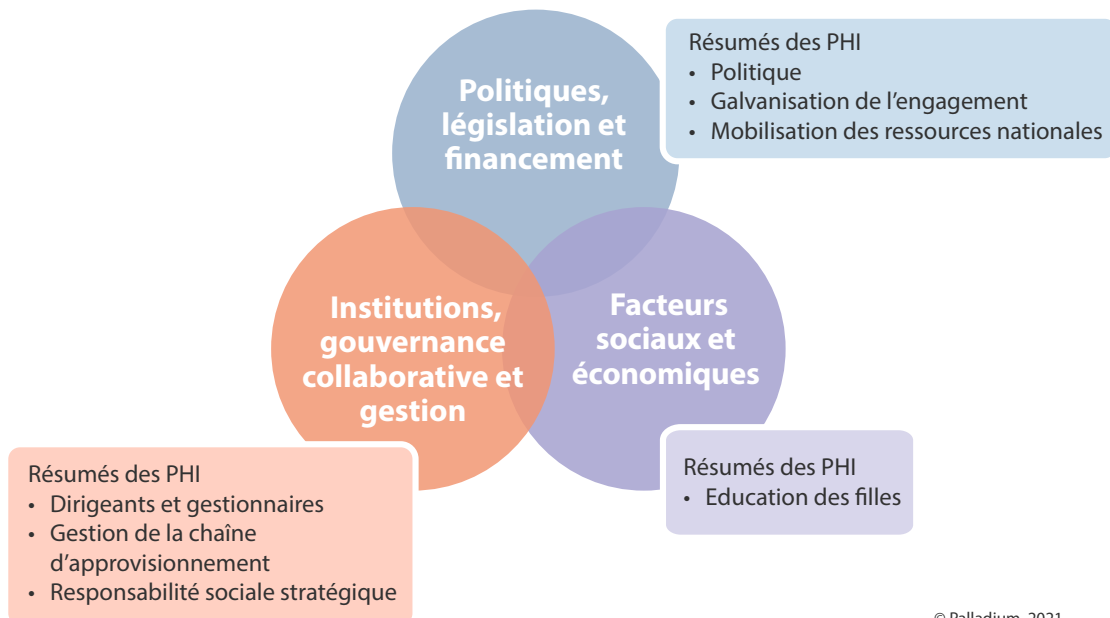 Politiques,
législation et
financement
Résumés des PHI
• Politique
• Galvanisation de l’engagement
• Mobilisation des ressources nationales
Institutions,
gouvernance
collaborative et
gestion
Facteurs
sociaux et
économiques
Résumés des PHI
• Dirigeants et gestionnaires
• Gestion de la chaîne
d’approvisionnement
• Responsabilité sociale stratégique
Résumés des PHI
• Education des filles
© Palladium, 2021